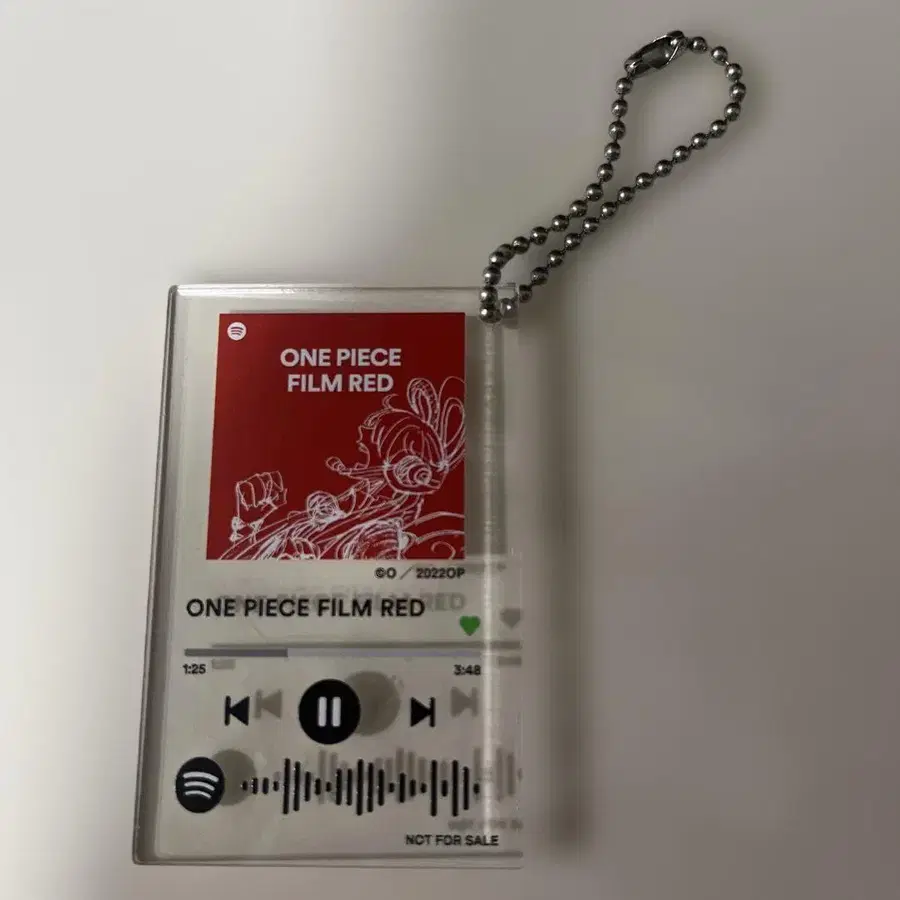 ONE PIECE
FILM RED
©O／2022OP
ONE PIECE FILM RED
1:25
3:48
NOT FOR SALE